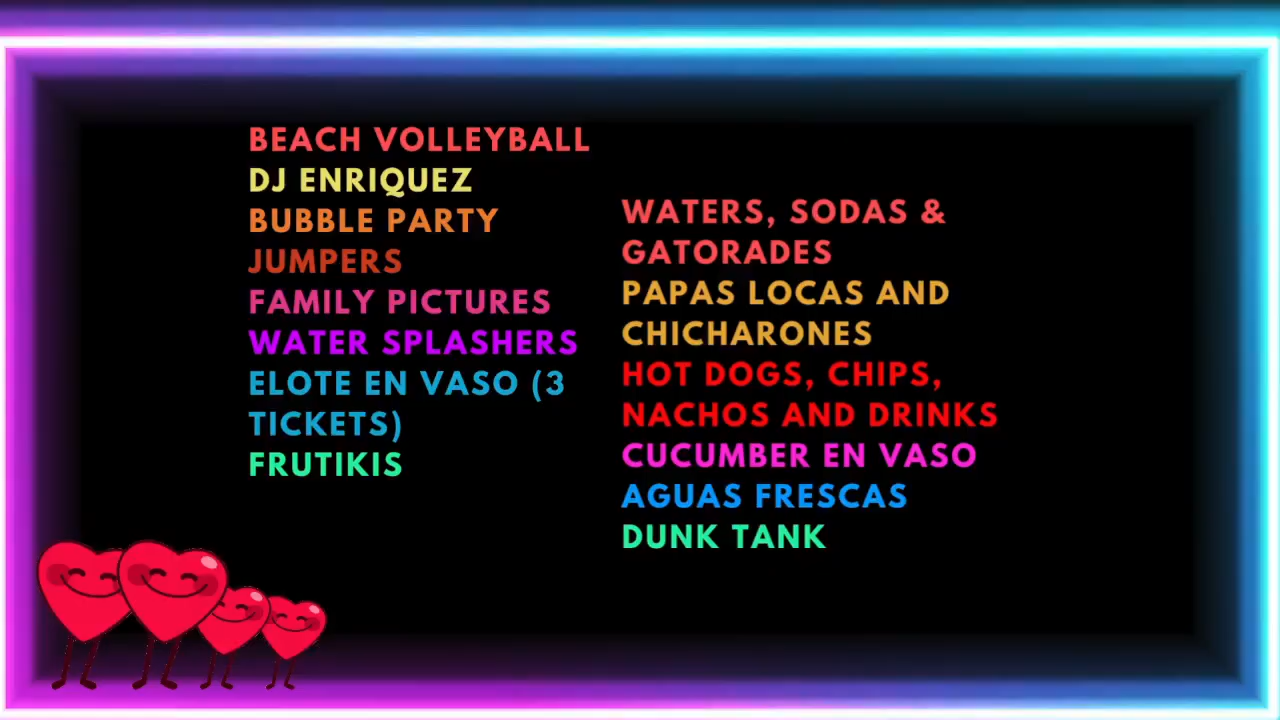 BEACH VOLLEYBALL
DJ ENRIQUEZ
BUBBLE PARTY
JUMPERS
FAMILY PICTURES
WATER SPLASHERS
ELOTE EN VASO (3
TICKETS)
FRUTIKIS
WATERS, SODAS &
GATORADES
PAPAS LOCAS AND
CHICHARONES
HOT DOGS, CHIPS,
NACHOS AND DRINKS
CUCUMBER EN VASO
AGUAS FRESCAS
DUNK TANK